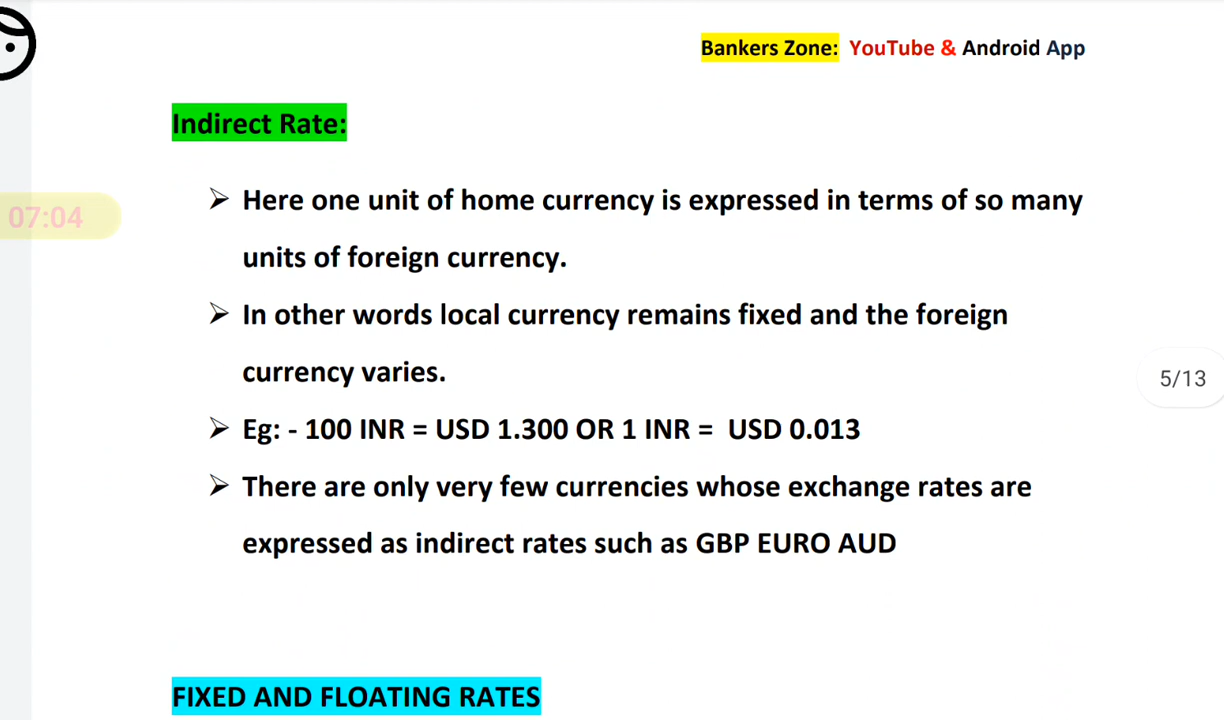 Bankers Zone: YouTube & Android App
Indirect Rate:
➢ Here one unit of home currency is expressed in terms of so many
units of foreign currency.
07:04
➢ In other words local currency remains fixed and the foreign
currency varies.
5/13
➢ Eg: - 100 INR = USD 1.300 OR 1 INR = USD 0.013
➢ There are only very few currencies whose exchange rates are
expressed as indirect rates such as GBP EURO AUD
FIXED AND FLOATING RATES